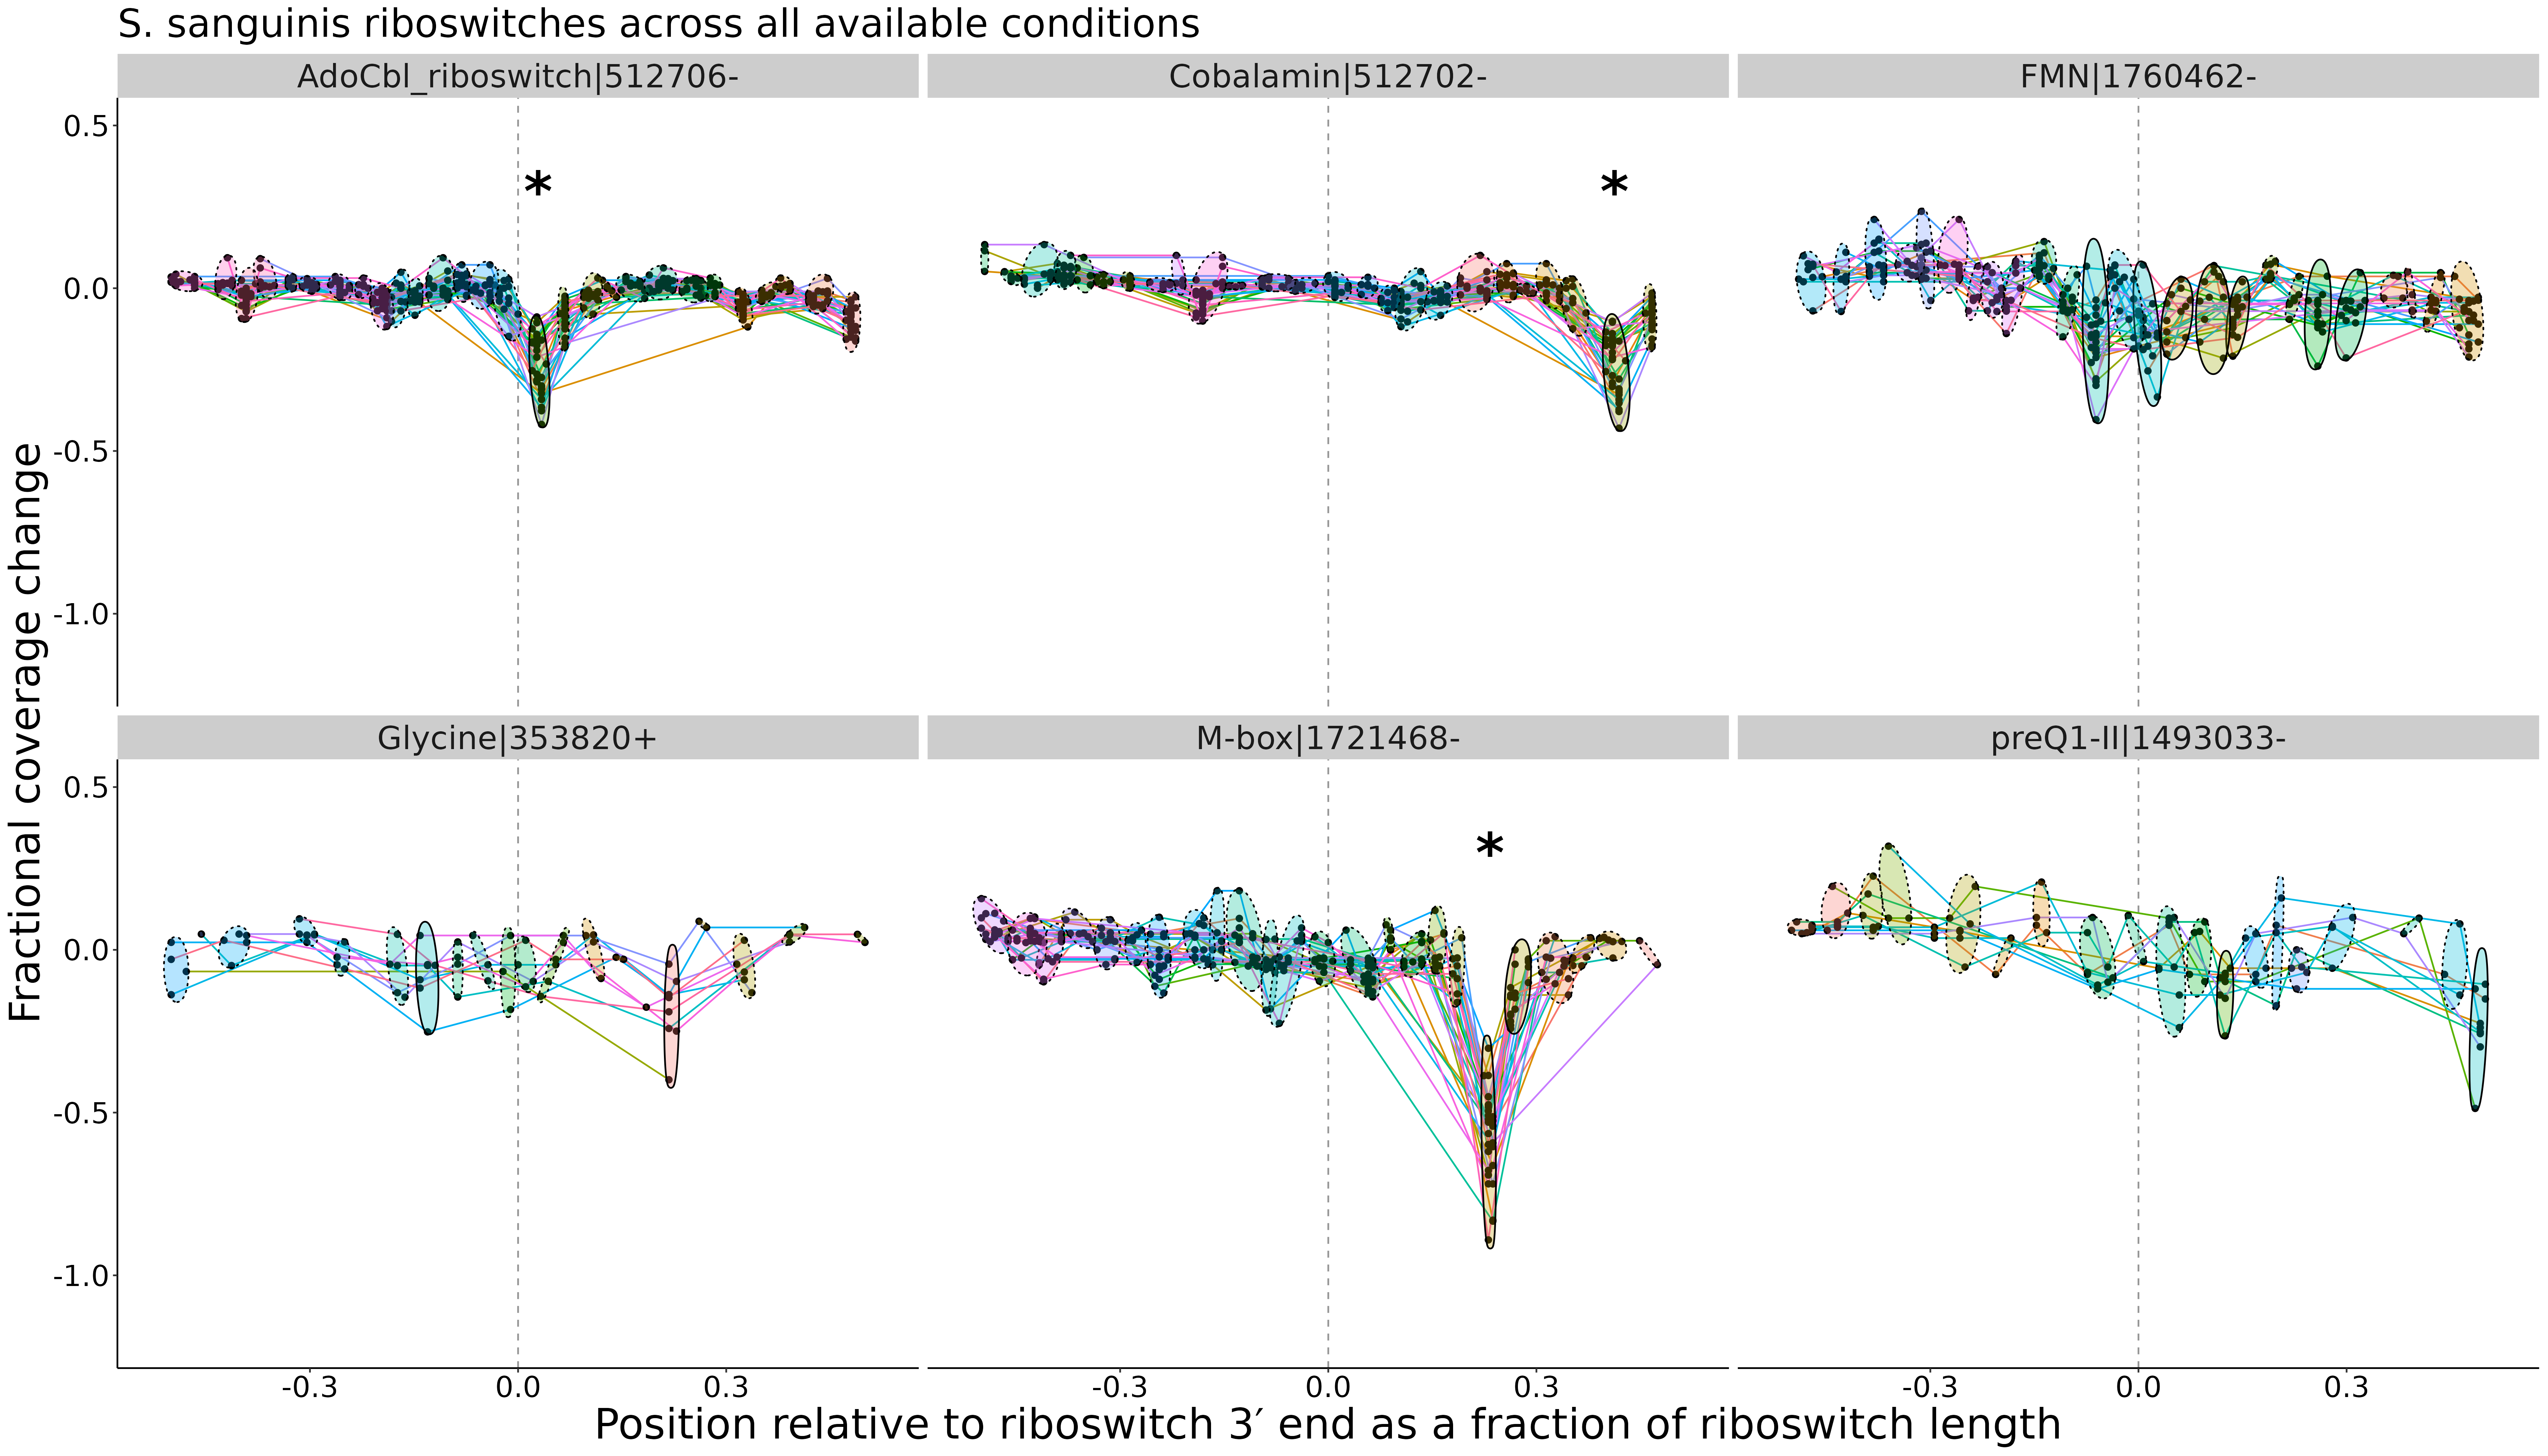 S. sanguinis riboswitches across all available conditions
AdoCbl_riboswitch|512706-
Cobalamin|512702-
FMN|1760462-
0.5
0.0
-0.5
-1.0
*
*
Glycine|353820+
M-box|1721468-
preQ1-II|1493033-
0.5
0.0
-0.5
-1.0
*
-0.3 0.0 0.3
-0.3 0.0 0.3
-0.3 0.0 0.3
Position relative to riboswitch 3′ end as a fraction of riboswitch length
Fractional coverage change